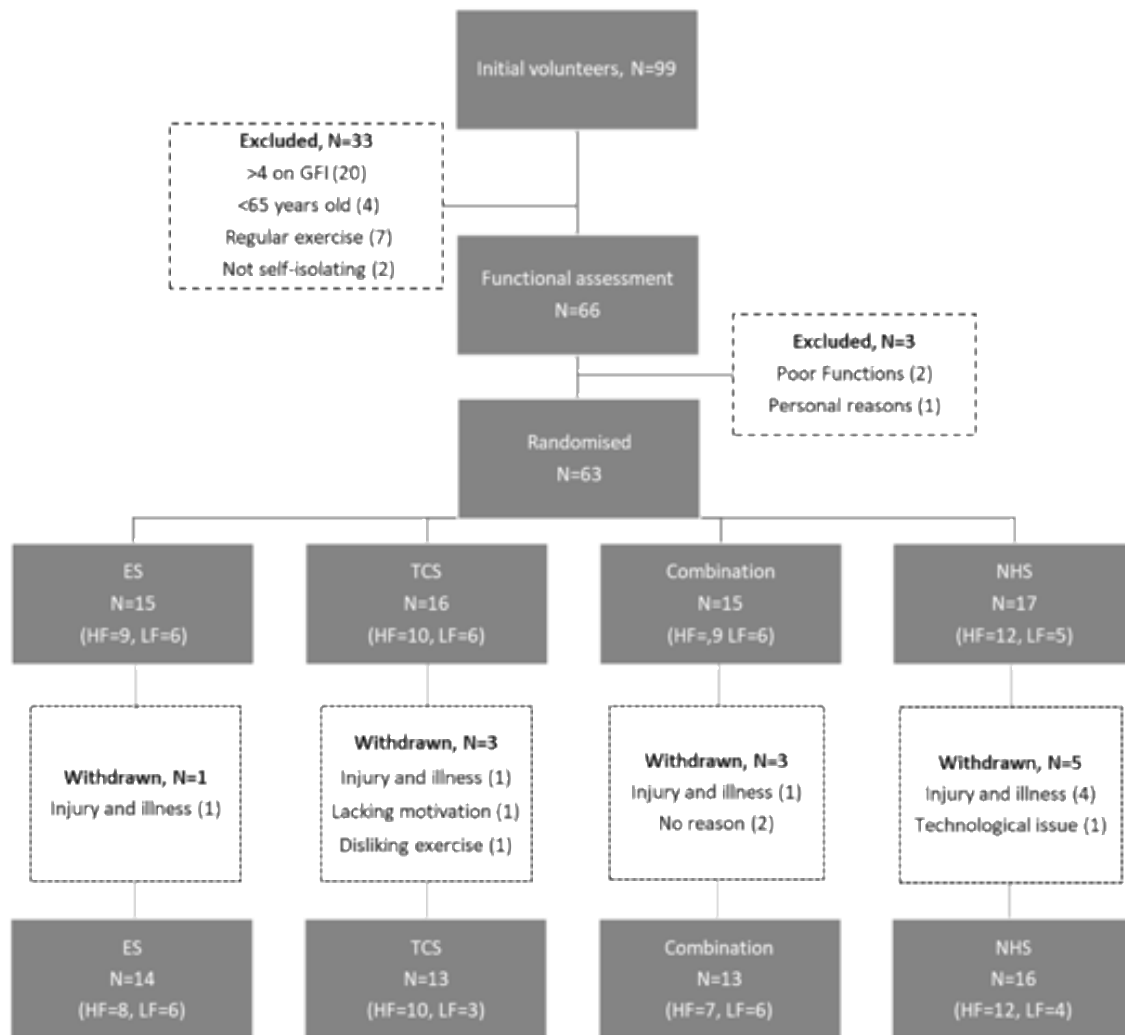 Initial volunteers, N=99
Excluded, N=33
>4 on GFI (20)
<65 years old (4)
Regular exercise (7)
Not self-isolating (2)
Functional assessment
N=66
Excluded, N=3
Poor Functions (2)
Personal reasons (1)
Randomised
N=63
ES
N=15
(HF=9, LF=6)
TCS
N=16
(HF=10, LF=6)
Combination
N=15
(HF=,9 LF=6)
NHS
N=17
(HF=12, LF=5)
Withdrawn, N=1
Injury and illness (1)
Withdrawn, N=3
Injury and illness (1)
Lacking motivation (1)
Disliking exercise (1)
Withdrawn, N=3
Injury and illness (1)
No reason (2)
Withdrawn, N=5
Injury and illness (4)
Technological issue (1)
ES
N=14
(HF=8, LF=6)
TCS
N=13
(HF=10, LF=3)
Combination
N=13
(HF=7, LF=6)
NHS
N=16
(HF=12, LF=4)